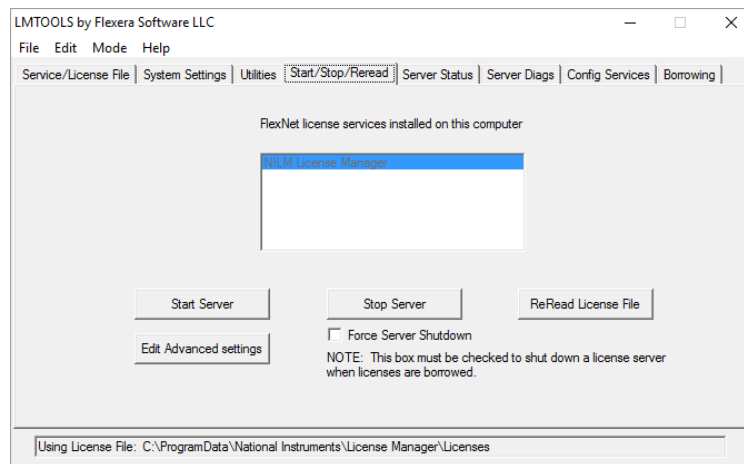 LMTOOLS by Flexera Software LLC
File Edit Mode Help
Service/License File System Settings Utilities Start/Stop/Reread Server Status Server Diags Config Services Borrowing
FlexNet license services installed on this computer
NILM License Manager
Start Server Stop Server ReRead License File
Edit Advanced settings
Force Server Shutdown
NOTE: This box must be checked to shut down a license server
when licenses are borrowed.
Using License File: C:\ProgramData\National Instruments\License Manager\Licenses